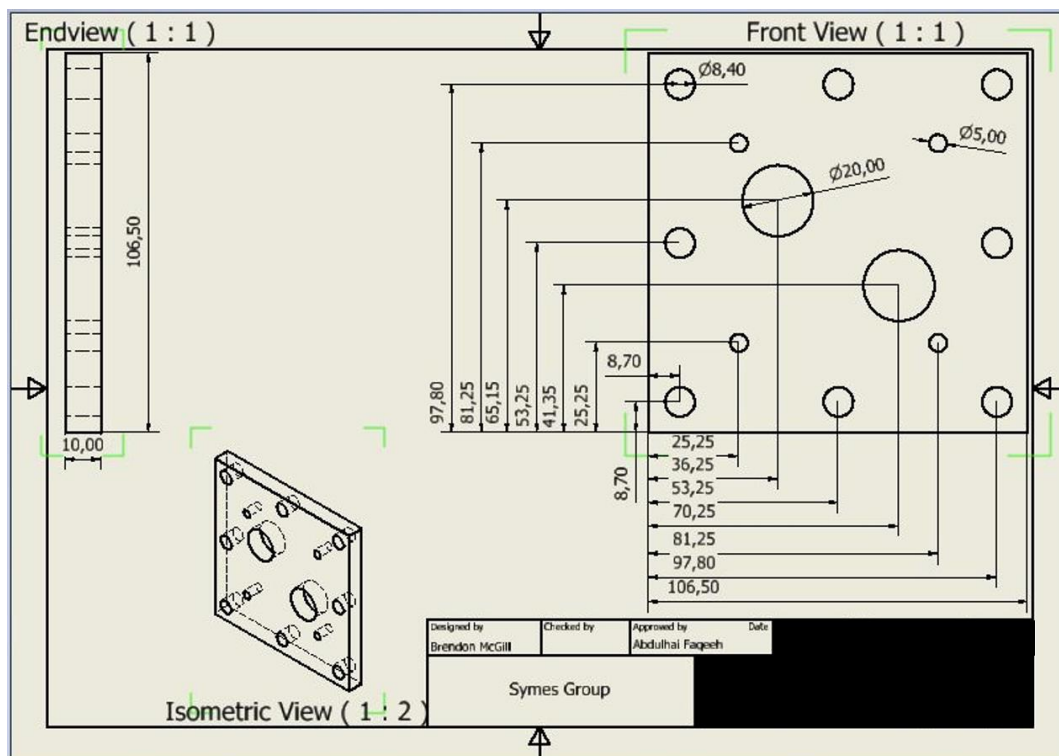 Endview ( 1 : 1 )
Front View ( 1 : 1 )
Ø8,40
Ø5,00
Ø20,00
106,50
10,00
97,80
81,25
65,15
53,25
41,35
25,25
8,70
8,70
25,25
36,25
53,25
70,25
81,25
97,80
106,50
Isometric View ( 1 : 2 )
Designed by Checked by Approved by Date
Brendon McGill Abdulhai Faqeeh
Symes Group